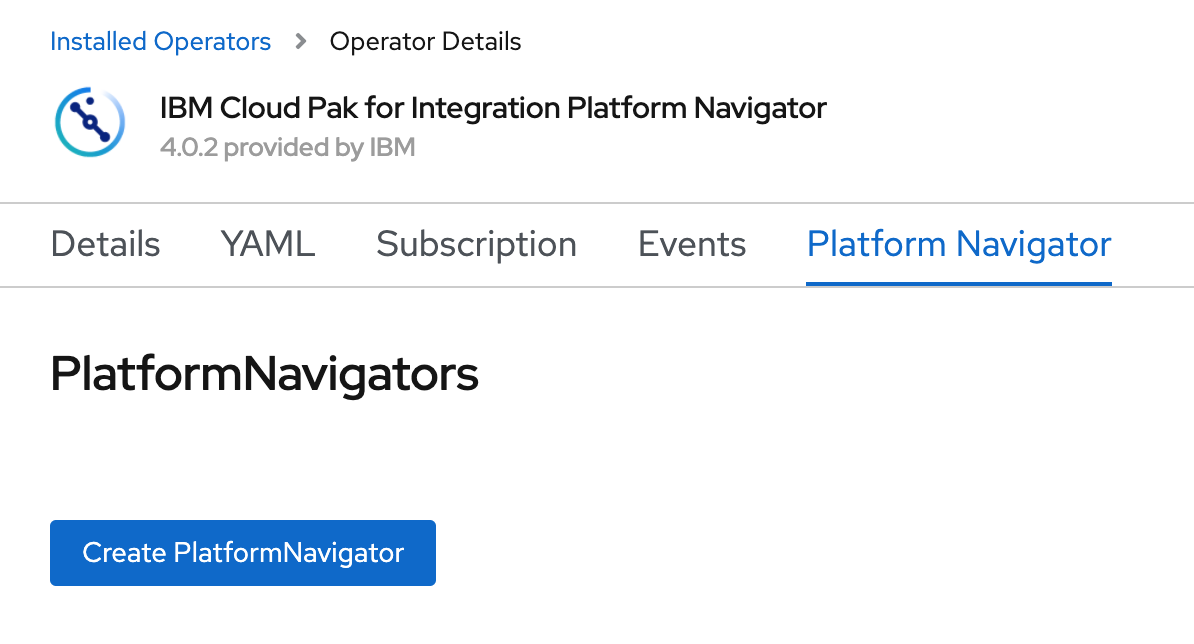 Installed Operators > Operator Details
IBM Cloud Pak for Integration Platform Navigator
4.0.2 provided by IBM
Details YAML Subscription Events Platform Navigator
PlatformNavigators
Create PlatformNavigator